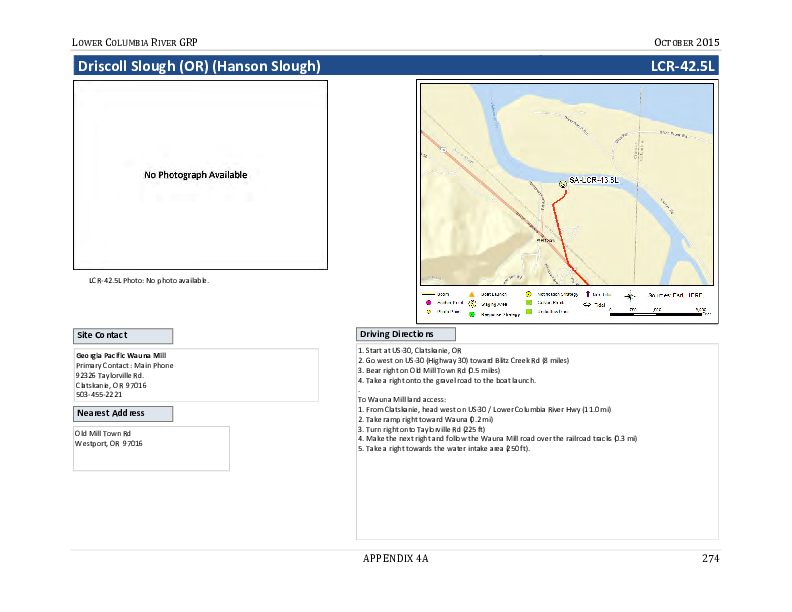 LOWER COLUMBIA RIVER GRP
OCTOBER 2015
Driscoll Slough (OR) (Hanson Slough)
LCR-42.5L
No Photograph Available
SA-LCR-43.8L
LCR-42.5L Photo: No photo available.
Boat Launch
Staging Area
Sources: Esri, HERE,
Site Contact
Georgia Pacific Wauna Mill
Primary Contact: Main Phone
92326 Taylorville Rd.
Clatskanie, OR 97016
503-455-2221
Nearest Address
Old Mill Town Rd
Westport, OR 97016
Driving Directions
1. Start at US-30, Clatskanie, OR
2. Go west on US-30 (Highway 30) toward Blitz Creek Rd (8 miles)
3. Bear right on Old Mill Town Rd (0.5 miles)
4. Take a right onto the gravel road to the boat launch.
.
To Wauna Mill land access:
1. From Clatskanie, head west on US-30 / Lower Columbia River Hwy (11.0 mi)
2. Take ramp right toward Wauna (0.2 mi)
3. Turn right onto Taylorville Rd (225 ft)
4. Make the next right and follow the Wauna Mill road over the railroad tracks (0.3 mi)
5. Take a right towards the water intake area (250 ft).
APPENDIX 4A
274